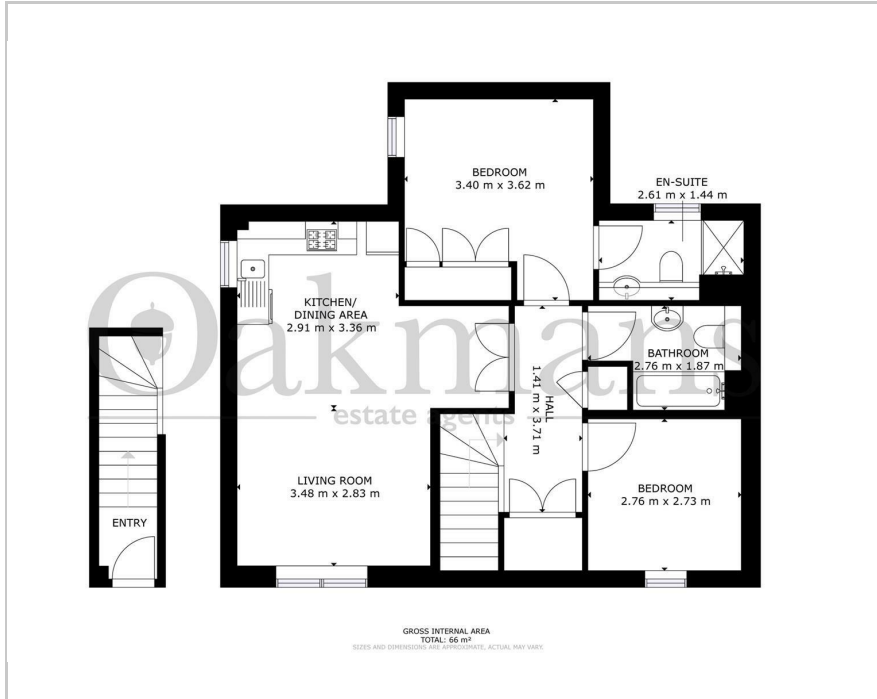 BEDROOM
3.40 m x 3.62 m
EN-SUITE
2.61 m x 1.44 m
KITCHEN/
DINING AREA
2.91 m x 3.36 m
Oakmans
estate agents
BATHROOM
2.76 m x 1.87 m
HALL
1.41 m x 3.71 m
LIVING ROOM
3.48 m x 2.83 m
BEDROOM
2.76 m x 2.73 m
ENTRY
GROSS INTERNAL AREA
TOTAL: 66 m²
SIZES AND DIMENSIONS ARE APPROXIMATE, ACTUAL MAY VARY.